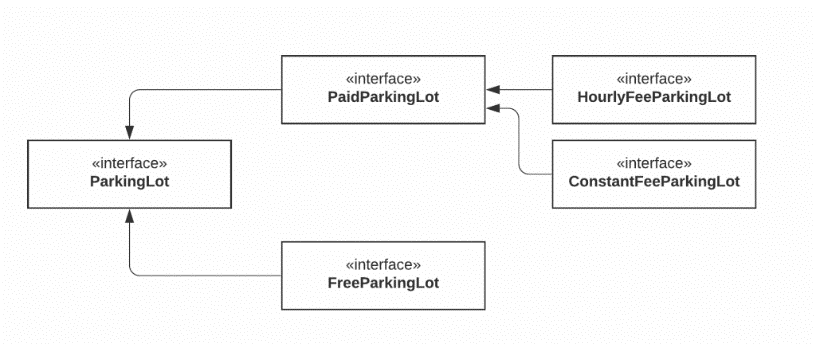 «interface»
PaidParkingLot
«interface»
HourlyFeeParkingLot
«interface»
ParkingLot
«interface»
ConstantFeeParkingLot
«interface»
FreeParkingLot